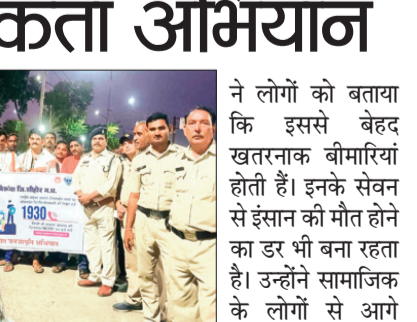 कता अभियान
ने लोगों को बताया
कि इससे बेहद
खतरनाक बीमारियां
होती हैं। इनके सेवन
से इंसान की मौत होने
का डर भी बना रहता
है। उन्होंने सामाजिक
के लोगों से आगे
जि.सीहोर म.प्र.
1930